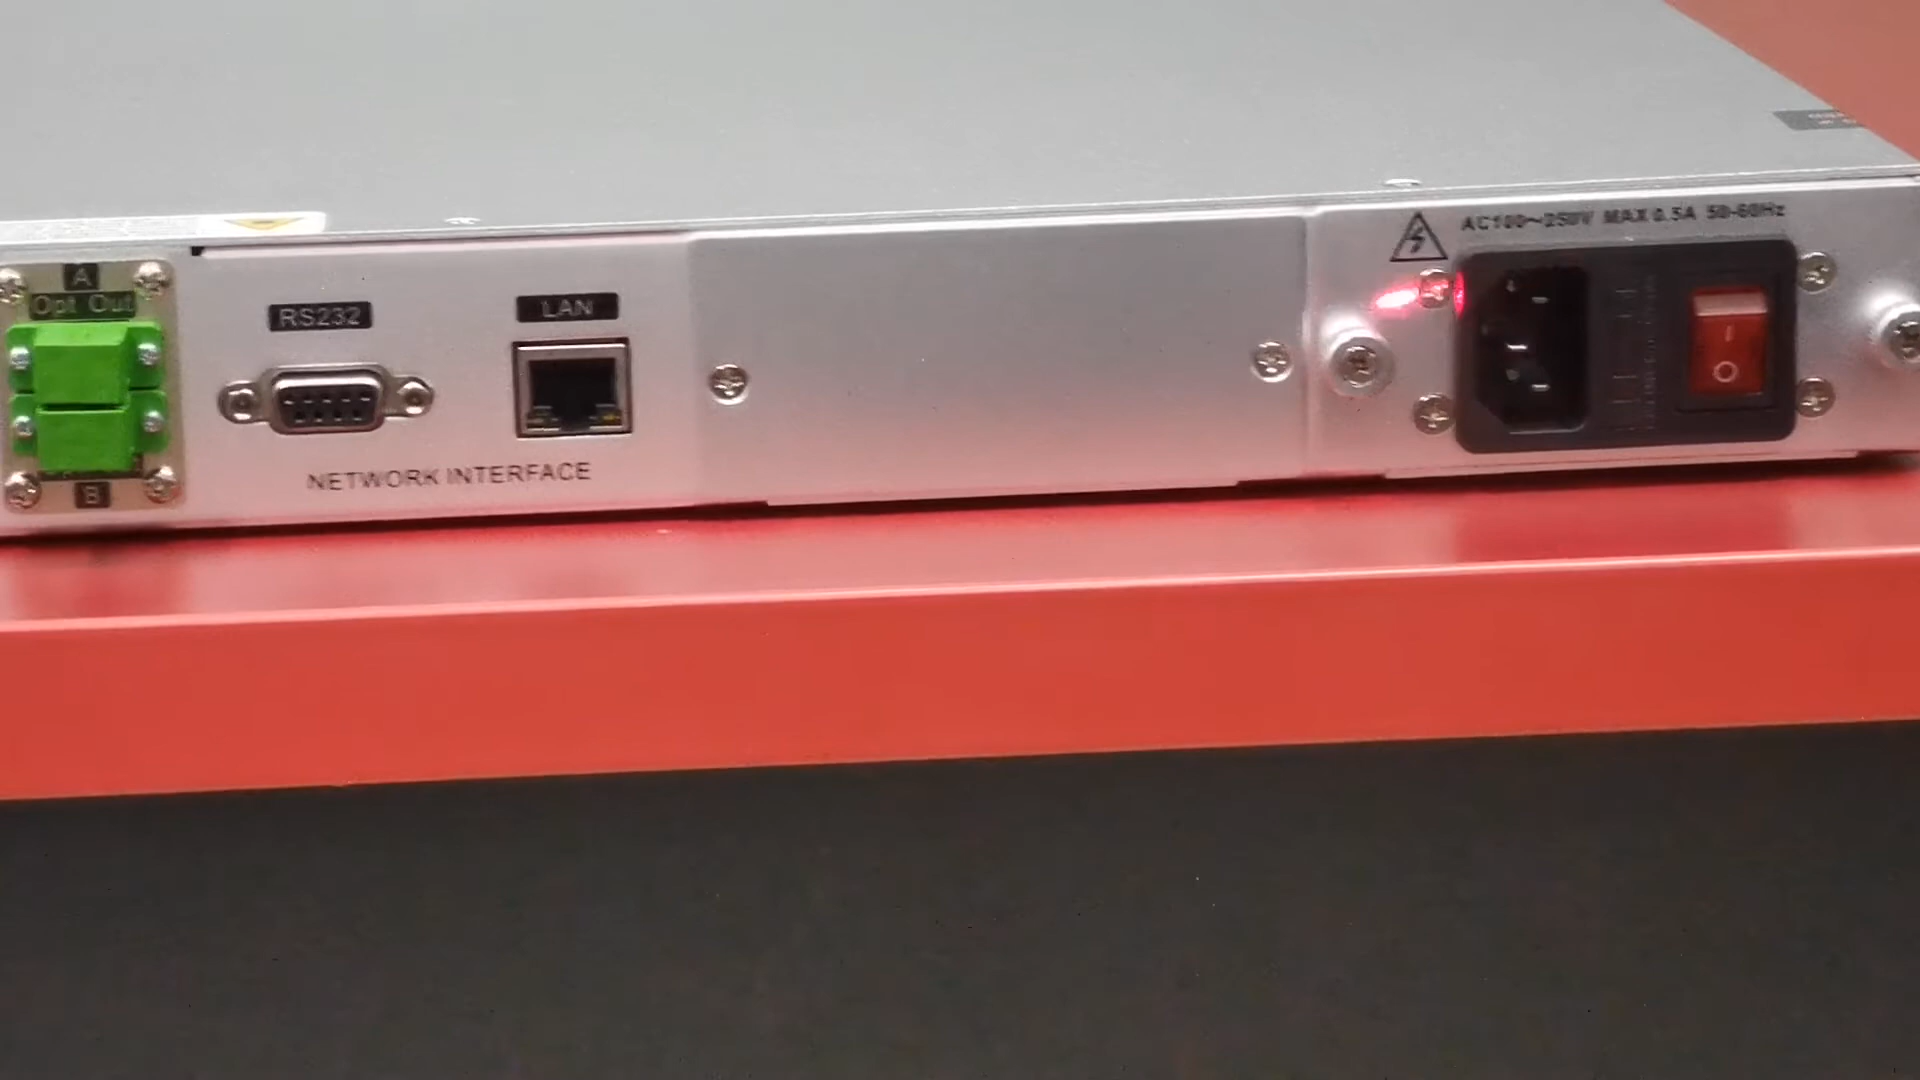 A
Opt Out
B
RS232
LAN
NETWORK INTERFACE
AC100~250V MAX 0.5A 50-60Hz